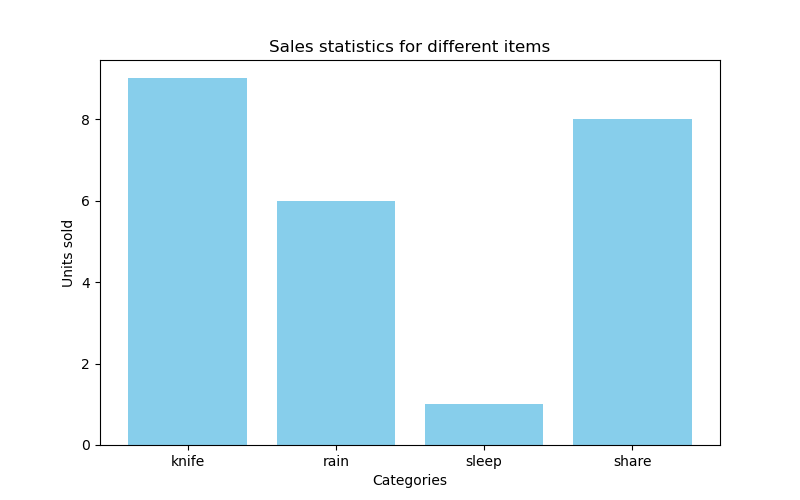 Sales statistics for different items
Units sold
8
6
4
2
0
knife rain sleep share
Categories